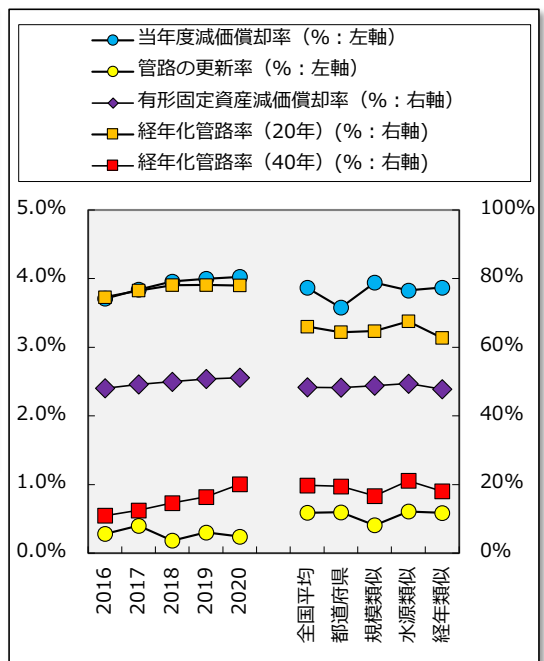 当年度減価償却率（%：左軸）
管路の更新率（%：左軸）
有形固定資産減価償却率（%：右軸）
経年化管路率（20年）(%：右軸)
経年化管路率（40年）(%：右軸)
5.0% 100%
4.0% 80%
3.0% 60%
2.0% 40%
1.0% 20%
0.0% 0%
2016
2017
2018
2019
2020
全国平均
都道府県
規模類似
水源類似
経年類似